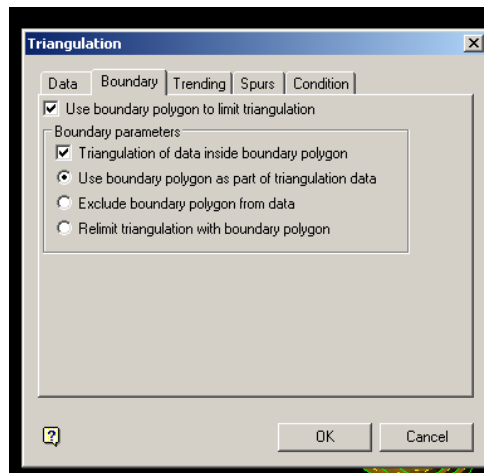 Triangulation
Data Boundary Trending Spurs Condition
Use boundary polygon to limit triangulation
Boundary parameters
Triangulation of data inside boundary polygon
Use boundary polygon as part of triangulation data
Exclude boundary polygon from data
Relimit triangulation with boundary polygon
? OK Cancel